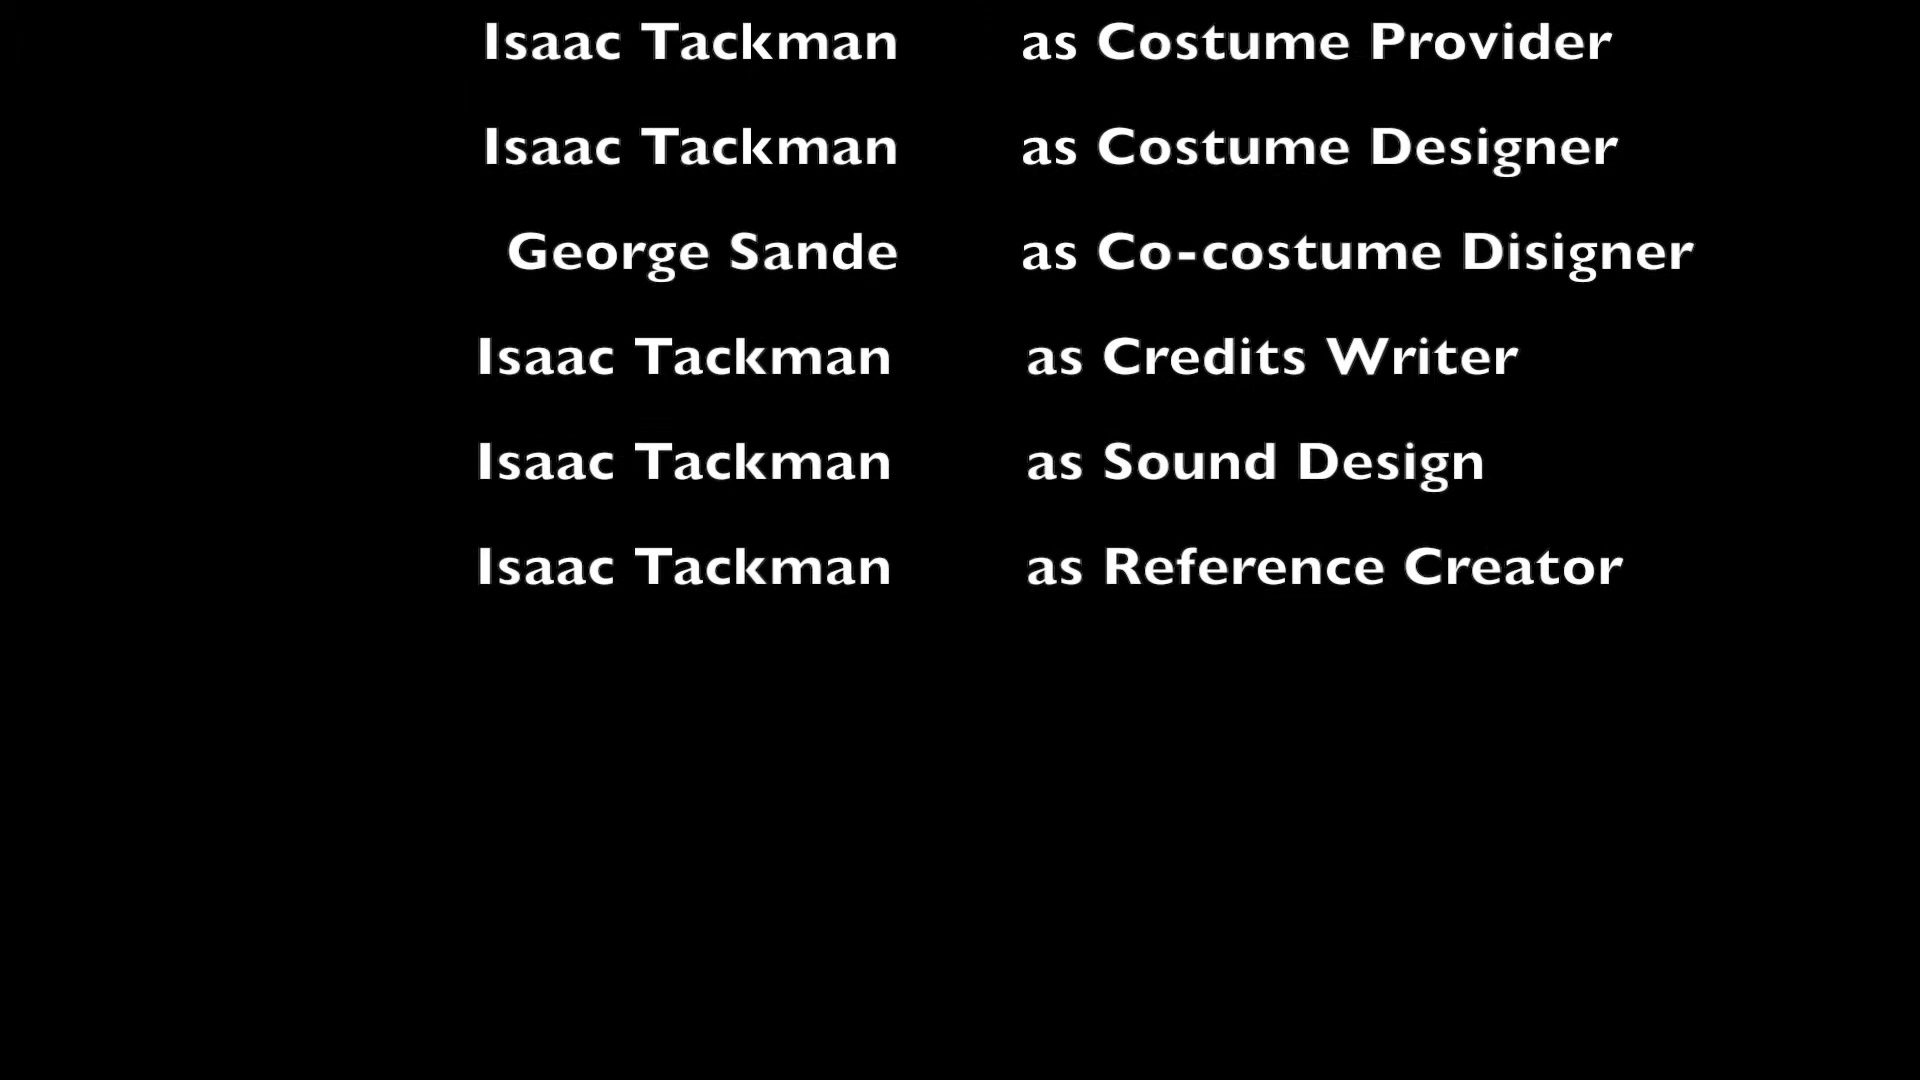 Isaac Tackman as Costume Provider
Isaac Tackman as Costume Designer
George Sande as Co-costume Disigner
Isaac Tackman as Credits Writer
Isaac Tackman as Sound Design
Isaac Tackman as Reference Creator